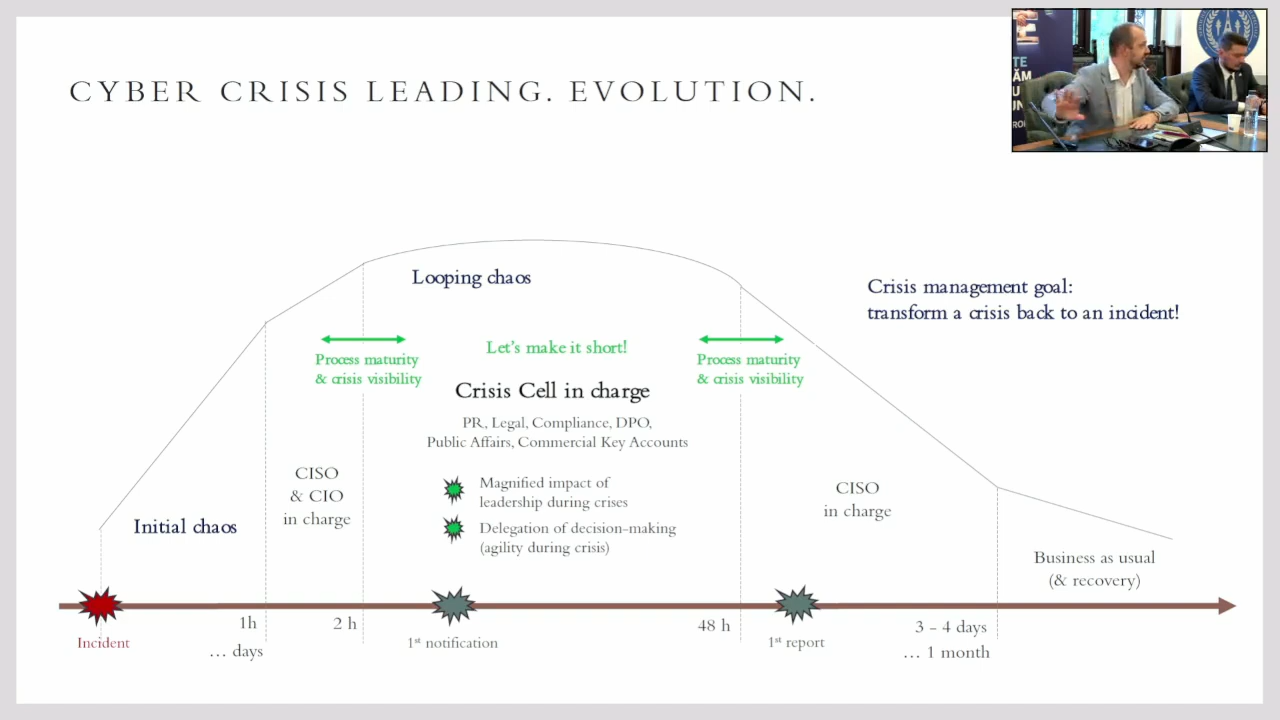 CYBER CRISIS LEADING. EVOLUTION.
Looping chaos
Crisis management goal:
transform a crisis back to an incident!
Let's make it short!
Process maturity
& crisis visibility
Process maturity
& crisis visibility
Crisis Cell in charge
PR, Legal, Compliance, DPO,
Public Affairs, Commercial Key Accounts
CISO
& CIO
in charge
Magnified impact of
leadership during crises
Delegation of decision-making
(agility during crisis)
CISO
in charge
Initial chaos
Business as usual
(& recovery)
1h
... days
2 h
48 h
3 - 4 days
... 1 month
Incident
1st notification
1st report